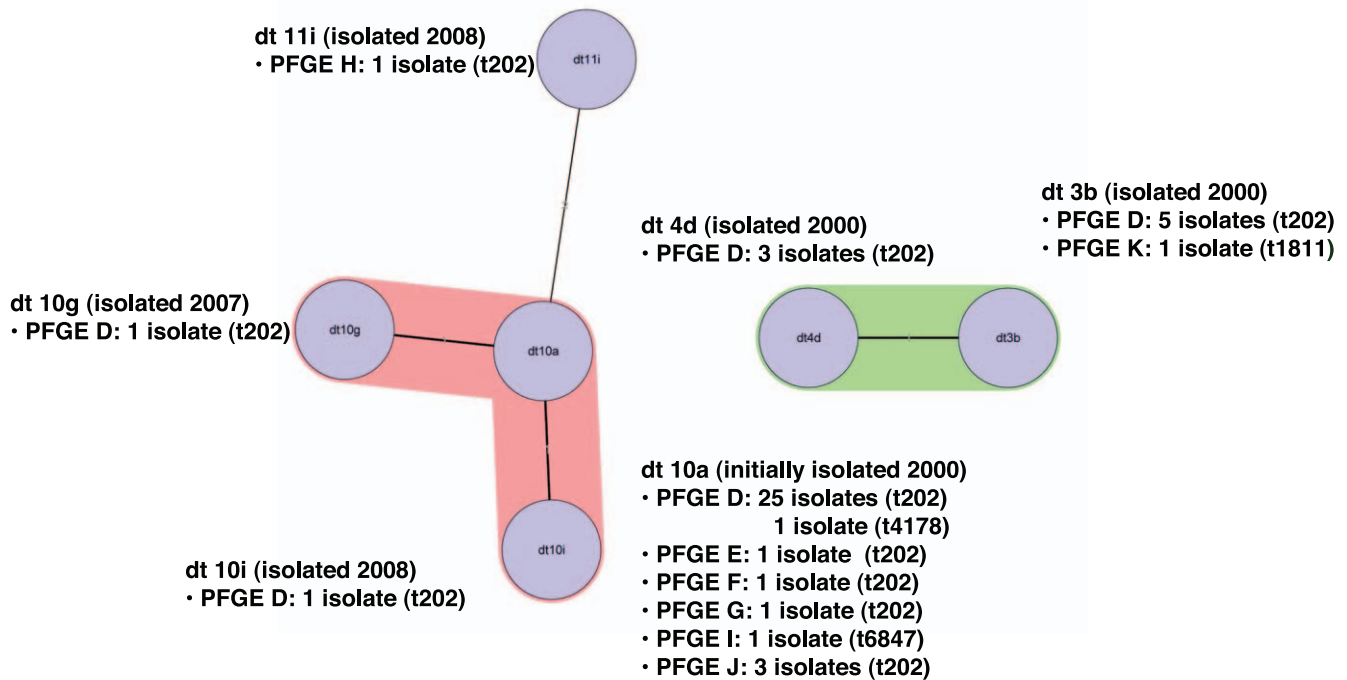 dt 11i (isolated 2008)
• PFGE H: 1 isolate (t202)
dt11i
dt 3b (isolated 2000)
• PFGE D: 5 isolates (t202)
• PFGE K: 1 isolate (t1811)
dt 4d (isolated 2000)
• PFGE D: 3 isolates (t202)
dt 10g (isolated 2007)
• PFGE D: 1 isolate (t202)
dt10g
dt10a
dt4d
dt3b
dt10i
dt 10i (isolated 2008)
• PFGE D: 1 isolate (t202)
dt 10a (initially isolated 2000)
• PFGE D: 25 isolates (t202)
1 isolate (t4178)
• PFGE E: 1 isolate (t202)
• PFGE F: 1 isolate (t202)
• PFGE G: 1 isolate (t202)
• PFGE I: 1 isolate (t6847)
• PFGE J: 3 isolates (t202)